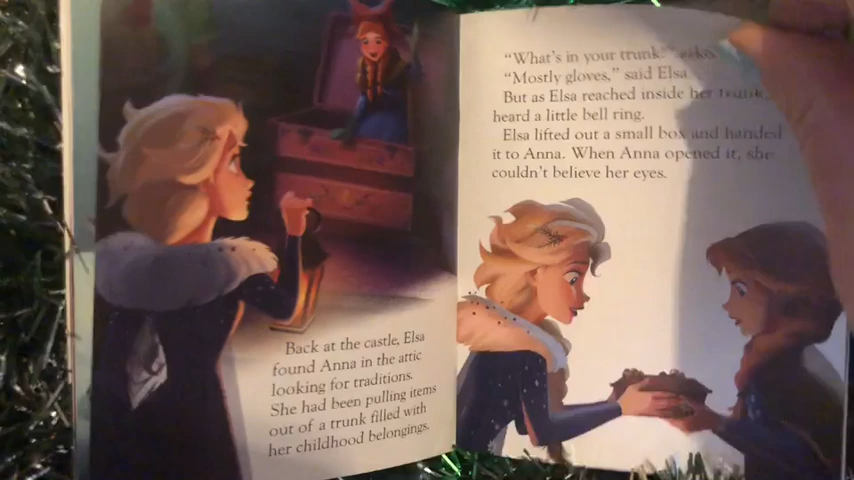 Back at the castle, Elsa
found Anna in the attic
looking for traditions.
She had been pulling items
out of a trunk filled with
her childhood belongings.
"What's in your trunk
"Mostly gloves," said Elsa
But as Elsa reached inside her trunk,
heard a little bell ring.
Elsa lifted out a small box and handed
it to Anna. When Anna opened it, she
couldn't believe her eyes.